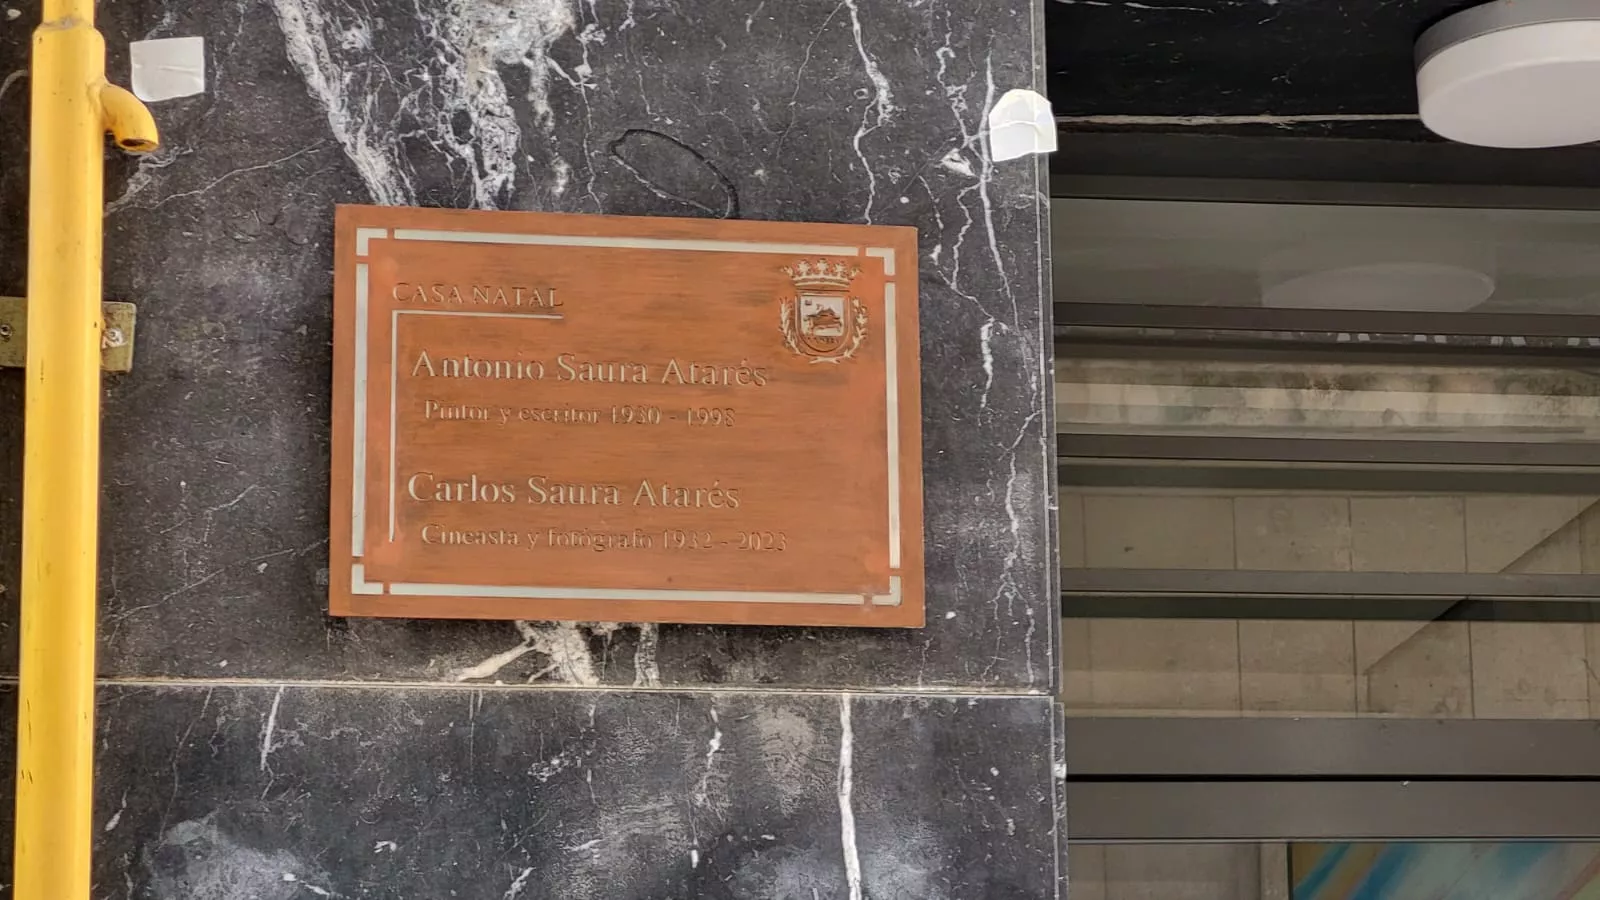 CASA NATAL
Antonio Saura Atarés
Pintor y escritor 1930 - 1998
Carlos Saura Atarés
Cineasta y fotógrafo 1932 - 2023